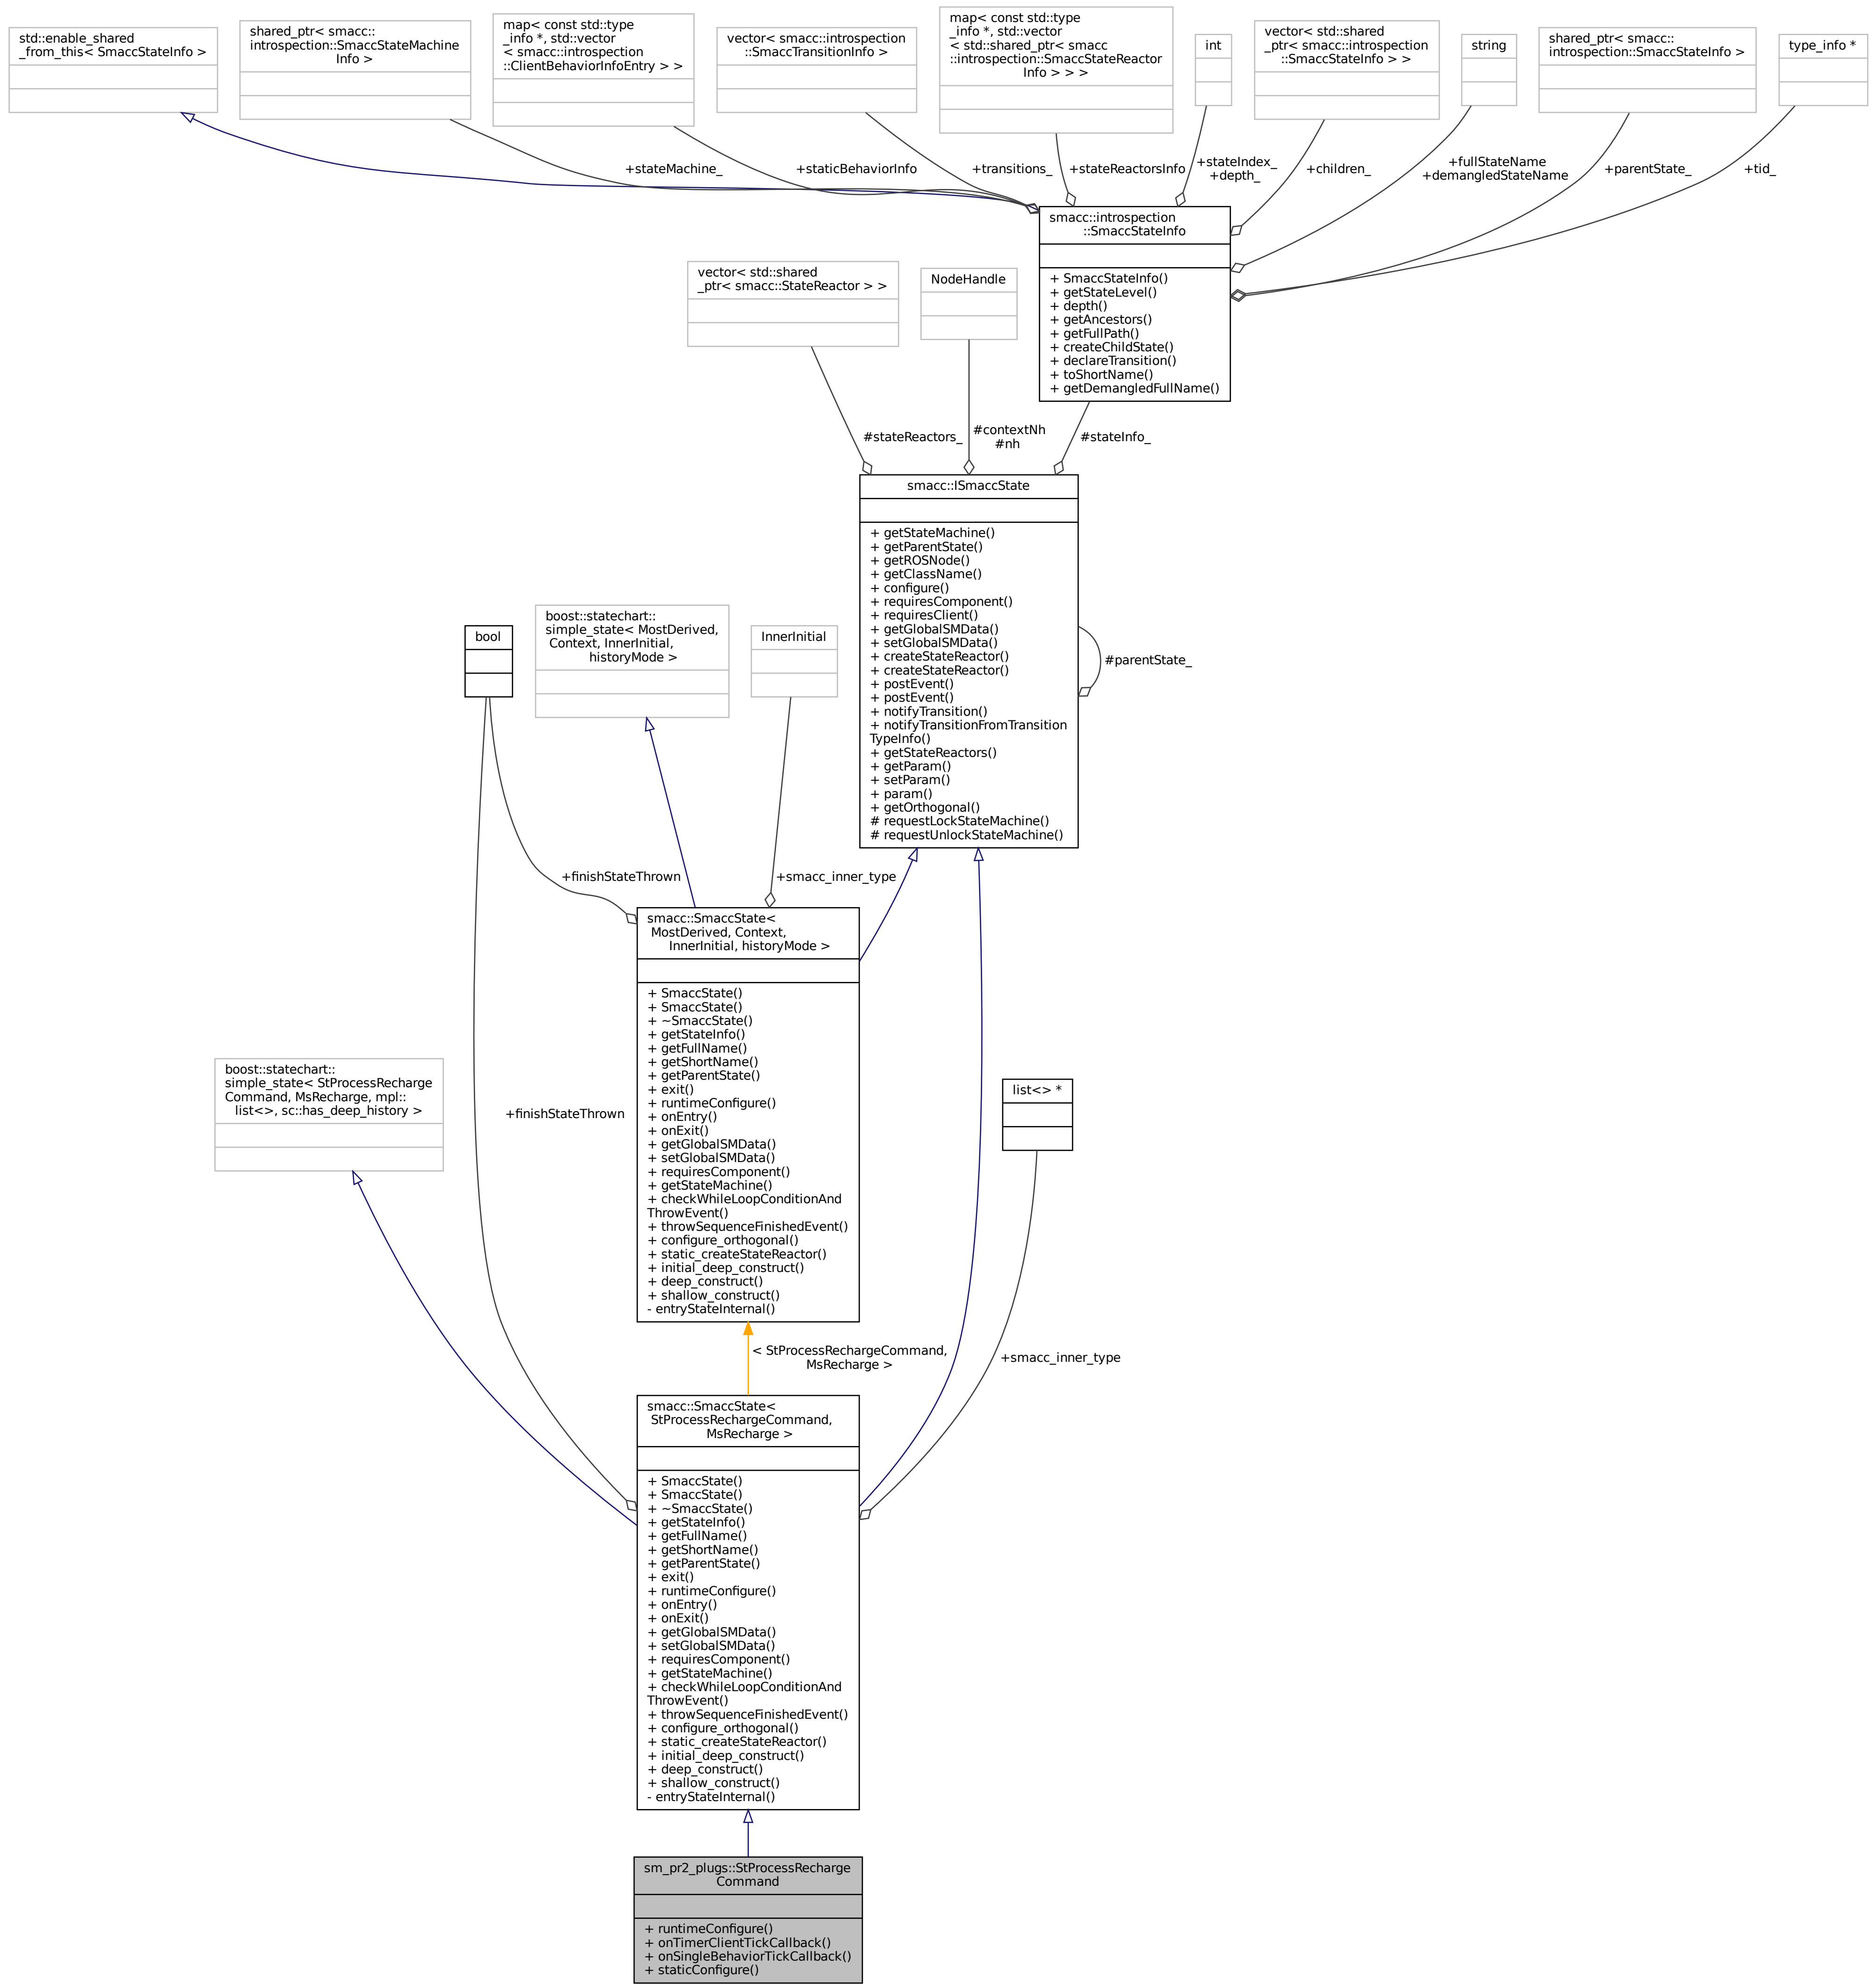 std::enable_shared
_from_this< SmaccStateInfo >
shared_ptr< smacc::
introspection::SmaccStateMachine
Info >
map< const std::type
_info *, std::vector
< smacc::introspection
::ClientBehaviorInfoEntry > >
vector< smacc::introspection
::SmaccTransitionInfo >
map< const std::type
_info *, std::vector
< std::shared_ptr< smacc
::introspection::SmaccStateReactor
Info > > >
int
vector< std::shared
_ptr< smacc::introspection
::SmaccStateInfo > >
string
shared_ptr< smacc::
introspection::SmaccStateInfo >
type_info *
+stateMachine_
+staticBehaviorInfo
+transitions_
+stateReactorsInfo
+stateIndex_
+depth_
+children_
+fullStateName
+demangledStateName
+parentState_
+tid_
smacc::introspection
::SmaccStateInfo
+ SmaccStateInfo()
+ getStateLevel()
+ depth()
+ getAncestors()
+ getFullPath()
+ createChildState()
+ declareTransition()
+ toShortName()
+ getDemangledFullName()
vector< std::shared
_ptr< smacc::StateReactor > >
NodeHandle
#stateReactors_
#contextNh
#nh
#stateInfo_
smacc::ISmaccState
+ getStateMachine()
+ getParentState()
+ getROSNode()
+ getClassName()
+ configure()
+ requiresComponent()
+ requiresClient()
+ getGlobalSMData()
+ setGlobalSMData()
+ createStateReactor()
+ createStateReactor()
+ postEvent()
+ postEvent()
+ notifyTransition()
+ notifyTransitionFromTransition
TypeInfo()
+ getStateReactors()
+ getParam()
+ setParam()
+ param()
+ getOrthogonal()
# requestLockStateMachine()
# requestUnlockStateMachine()
#parentState_
bool
boost::statechart::
simple_state< MostDerived,
Context, InnerInitial,
historyMode >
InnerInitial
+finishStateThrown
+smacc_inner_type
smacc::SmaccState<
MostDerived, Context,
InnerInitial, historyMode >
+ SmaccState()
+ SmaccState()
+ ~SmaccState()
+ getStateInfo()
+ getFullName()
+ getShortName()
+ getParentState()
+ exit()
+ runtimeConfigure()
+ onEntry()
+ onExit()
+ getGlobalSMData()
+ setGlobalSMData()
+ requiresComponent()
+ getStateMachine()
+ checkWhileLoopConditionAnd
ThrowEvent()
+ throwSequenceFinishedEvent()
+ configure_orthogonal()
+ static_createStateReactor()
+ initial_deep_construct()
+ deep_construct()
+ shallow_construct()
- entryStateInternal()
boost::statechart::
simple_state< StProcessRecharge
Command, MsRecharge, mpl::
list<>, sc::has_deep_history >
+finishStateThrown
list<> *
< StProcessRechargeCommand,
MsRecharge >
+smacc_inner_type
smacc::SmaccState<
StProcessRechargeCommand,
MsRecharge >
+ SmaccState()
+ SmaccState()
+ ~SmaccState()
+ getStateInfo()
+ getFullName()
+ getShortName()
+ getParentState()
+ exit()
+ runtimeConfigure()
+ onEntry()
+ onExit()
+ getGlobalSMData()
+ setGlobalSMData()
+ requiresComponent()
+ getStateMachine()
+ checkWhileLoopConditionAnd
ThrowEvent()
+ throwSequenceFinishedEvent()
+ configure_orthogonal()
+ static_createStateReactor()
+ initial_deep_construct()
+ deep_construct()
+ shallow_construct()
- entryStateInternal()
sm_pr2_plugs::StProcessRecharge
Command
+ runtimeConfigure()
+ onTimerClientTickCallback()
+ onSingleBehaviorTickCallback()
+ staticConfigure()